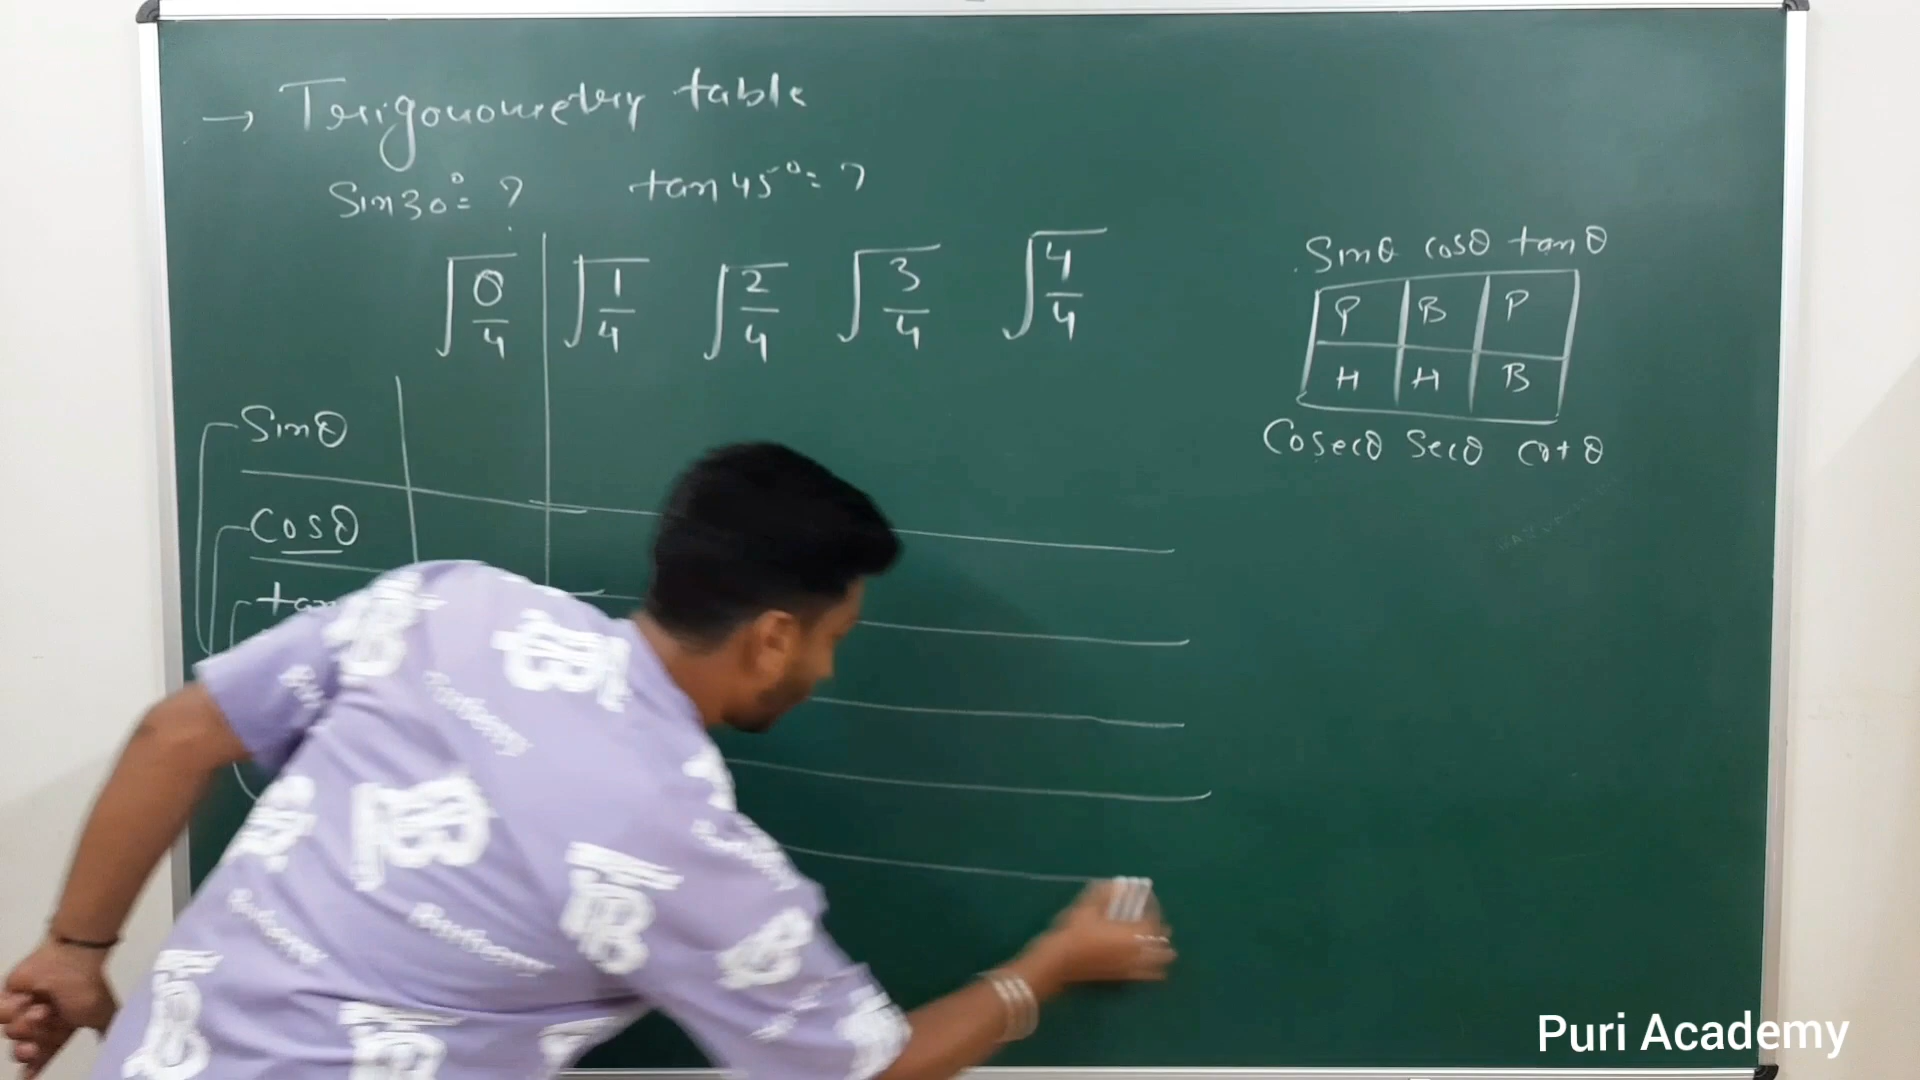 → Trigonometry table
Sin30°= ? tan45°= ?
√0/4 √1/4 √2/4 √3/4 √4/4
Sinθ
Cosθ
tan
Sinθ cosθ tanθ
P B P
H H B
Cosecθ Secθ cotθ
Puri Academy